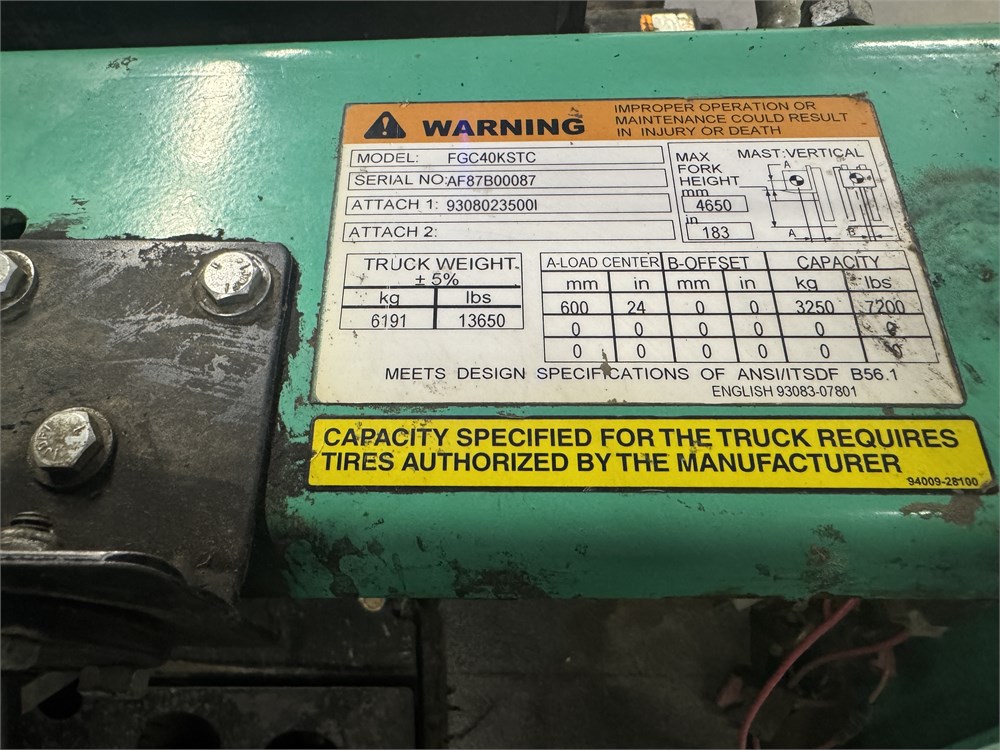 WARNING
IMPROPER OPERATION OR
MAINTENANCE COULD RESULT
IN INJURY OR DEATH
MODEL: FGC40KSTC
SERIAL NO: AF87B00087
ATTACH 1: 9308023500I
ATTACH 2:
MAX FORK HEIGHT
mm
4650
in
183
MAST: VERTICAL
A
A
B
TRUCK WEIGHT
± 5%
kg lbs
6191 13650
A-LOAD CENTER B-OFFSET CAPACITY
mm in mm in kg lbs
600 24 0 0 3250 7200
0 0 0 0 0 0
0 0 0 0 0 0
MEETS DESIGN SPECIFICATIONS OF ANSI/ITSDF B56.1
ENGLISH 93083-07801
CAPACITY SPECIFIED FOR THE TRUCK REQUIRES
TIRES AUTHORIZED BY THE MANUFACTURER
94009-28100